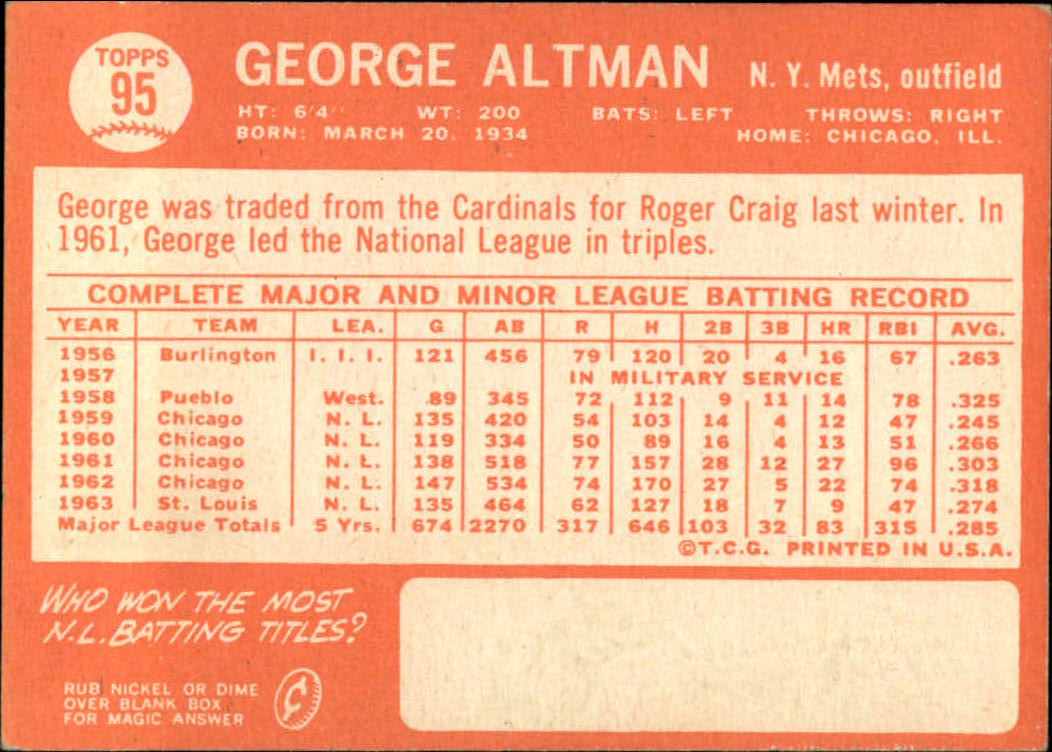 TOPPS
95
GEORGE ALTMAN N. Y. Mets, outfield
HT: 6'4" WT: 200 BATS: LEFT THROWS: RIGHT
BORN: MARCH 20, 1934 HOME: CHICAGO, ILL.
George was traded from the Cardinals for Roger Craig last winter. In
1961, George led the National League in triples.
COMPLETE MAJOR AND MINOR LEAGUE BATTING RECORD
YEAR TEAM LEA. G AB R H 2B 3B HR RBI AVG.
1956 Burlington I. I. I. 121 456 79 120 20 4 16 67 .263
1957 IN MILITARY SERVICE
1958 Pueblo West. 89 345 72 112 9 11 14 78 .325
1959 Chicago N. L. 135 420 54 103 14 4 12 47 .245
1960 Chicago N. L. 119 334 50 89 16 4 13 51 .266
1961 Chicago N. L. 138 518 77 157 28 12 27 96 .303
1962 Chicago N. L. 147 534 74 170 27 5 22 74 .318
1963 St. Louis N. L. 135 464 62 127 18 7 9 47 .274
Major League Totals 5 Yrs. 674 2270 317 646 103 32 83 315 .285
©T.C.G. PRINTED IN U.S.A.
WHO WON THE MOST
N.L. BATTING TITLES?
RUB NICKEL OR DIME
OVER BLANK BOX
FOR MAGIC ANSWER